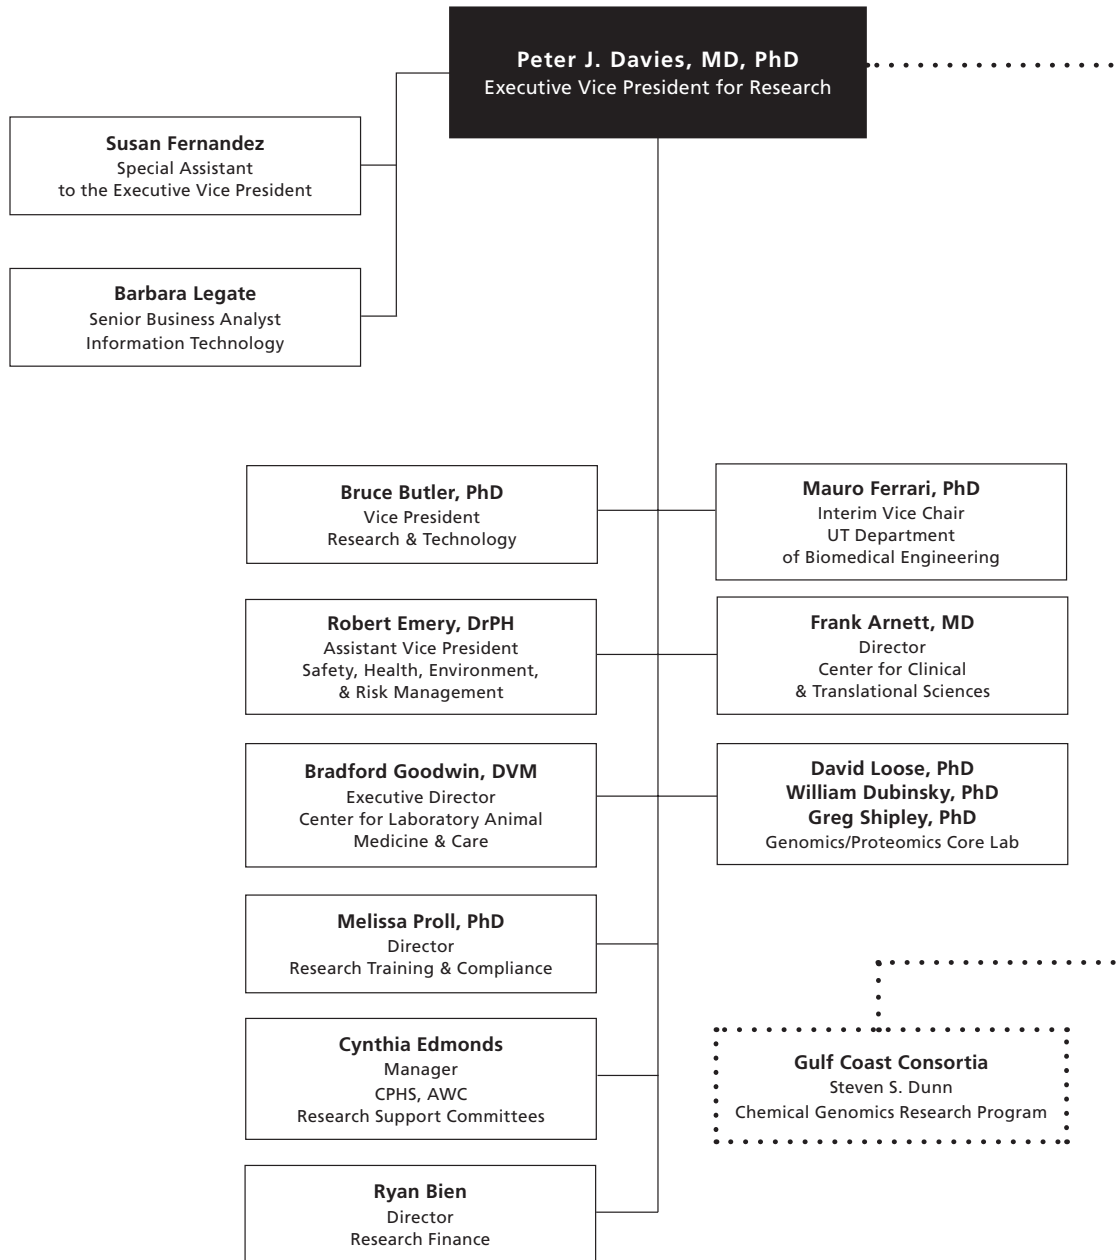 Peter J. Davies, MD, PhD
Executive Vice President for Research
Susan Fernandez
Special Assistant
to the Executive Vice President
Barbara Legate
Senior Business Analyst
Information Technology
Bruce Butler, PhD
Vice President
Research & Technology
Mauro Ferrari, PhD
Interim Vice Chair
UT Department
of Biomedical Engineering
Robert Emery, DrPH
Assistant Vice President
Safety, Health, Environment,
& Risk Management
Frank Arnett, MD
Director
Center for Clinical
& Translational Sciences
Bradford Goodwin, DVM
Executive Director
Center for Laboratory Animal
Medicine & Care
David Loose, PhD
William Dubinsky, PhD
Greg Shipley, PhD
Genomics/Proteomics Core Lab
Melissa Proll, PhD
Director
Research Training & Compliance
Cynthia Edmonds
Manager
CPHS, AWC
Research Support Committees
Gulf Coast Consortia
Steven S. Dunn
Chemical Genomics Research Program
Ryan Bien
Director
Research Finance